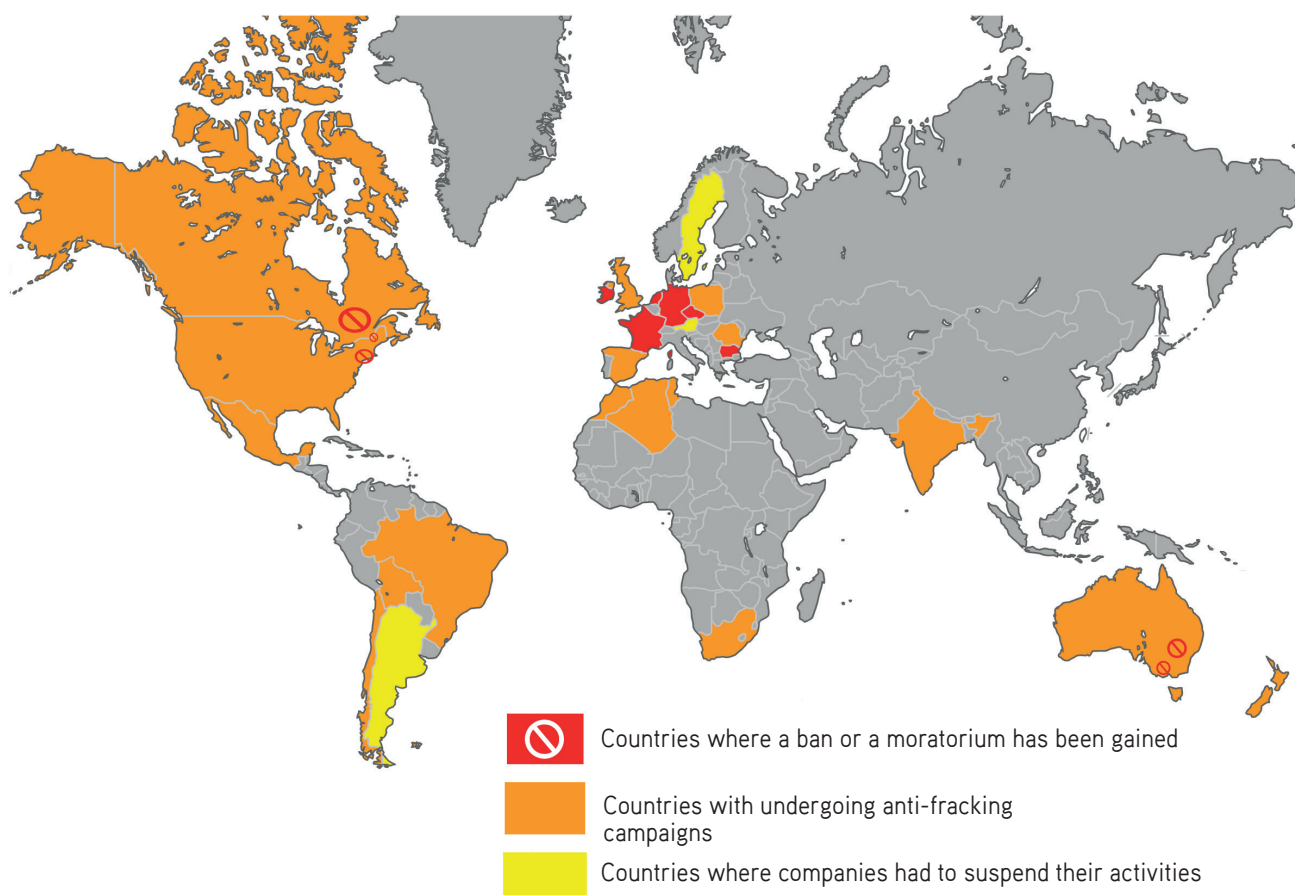 Countries where a ban or a moratorium has been gained
Countries with undergoing anti-fracking
campaigns
Countries where companies had to suspend their activities